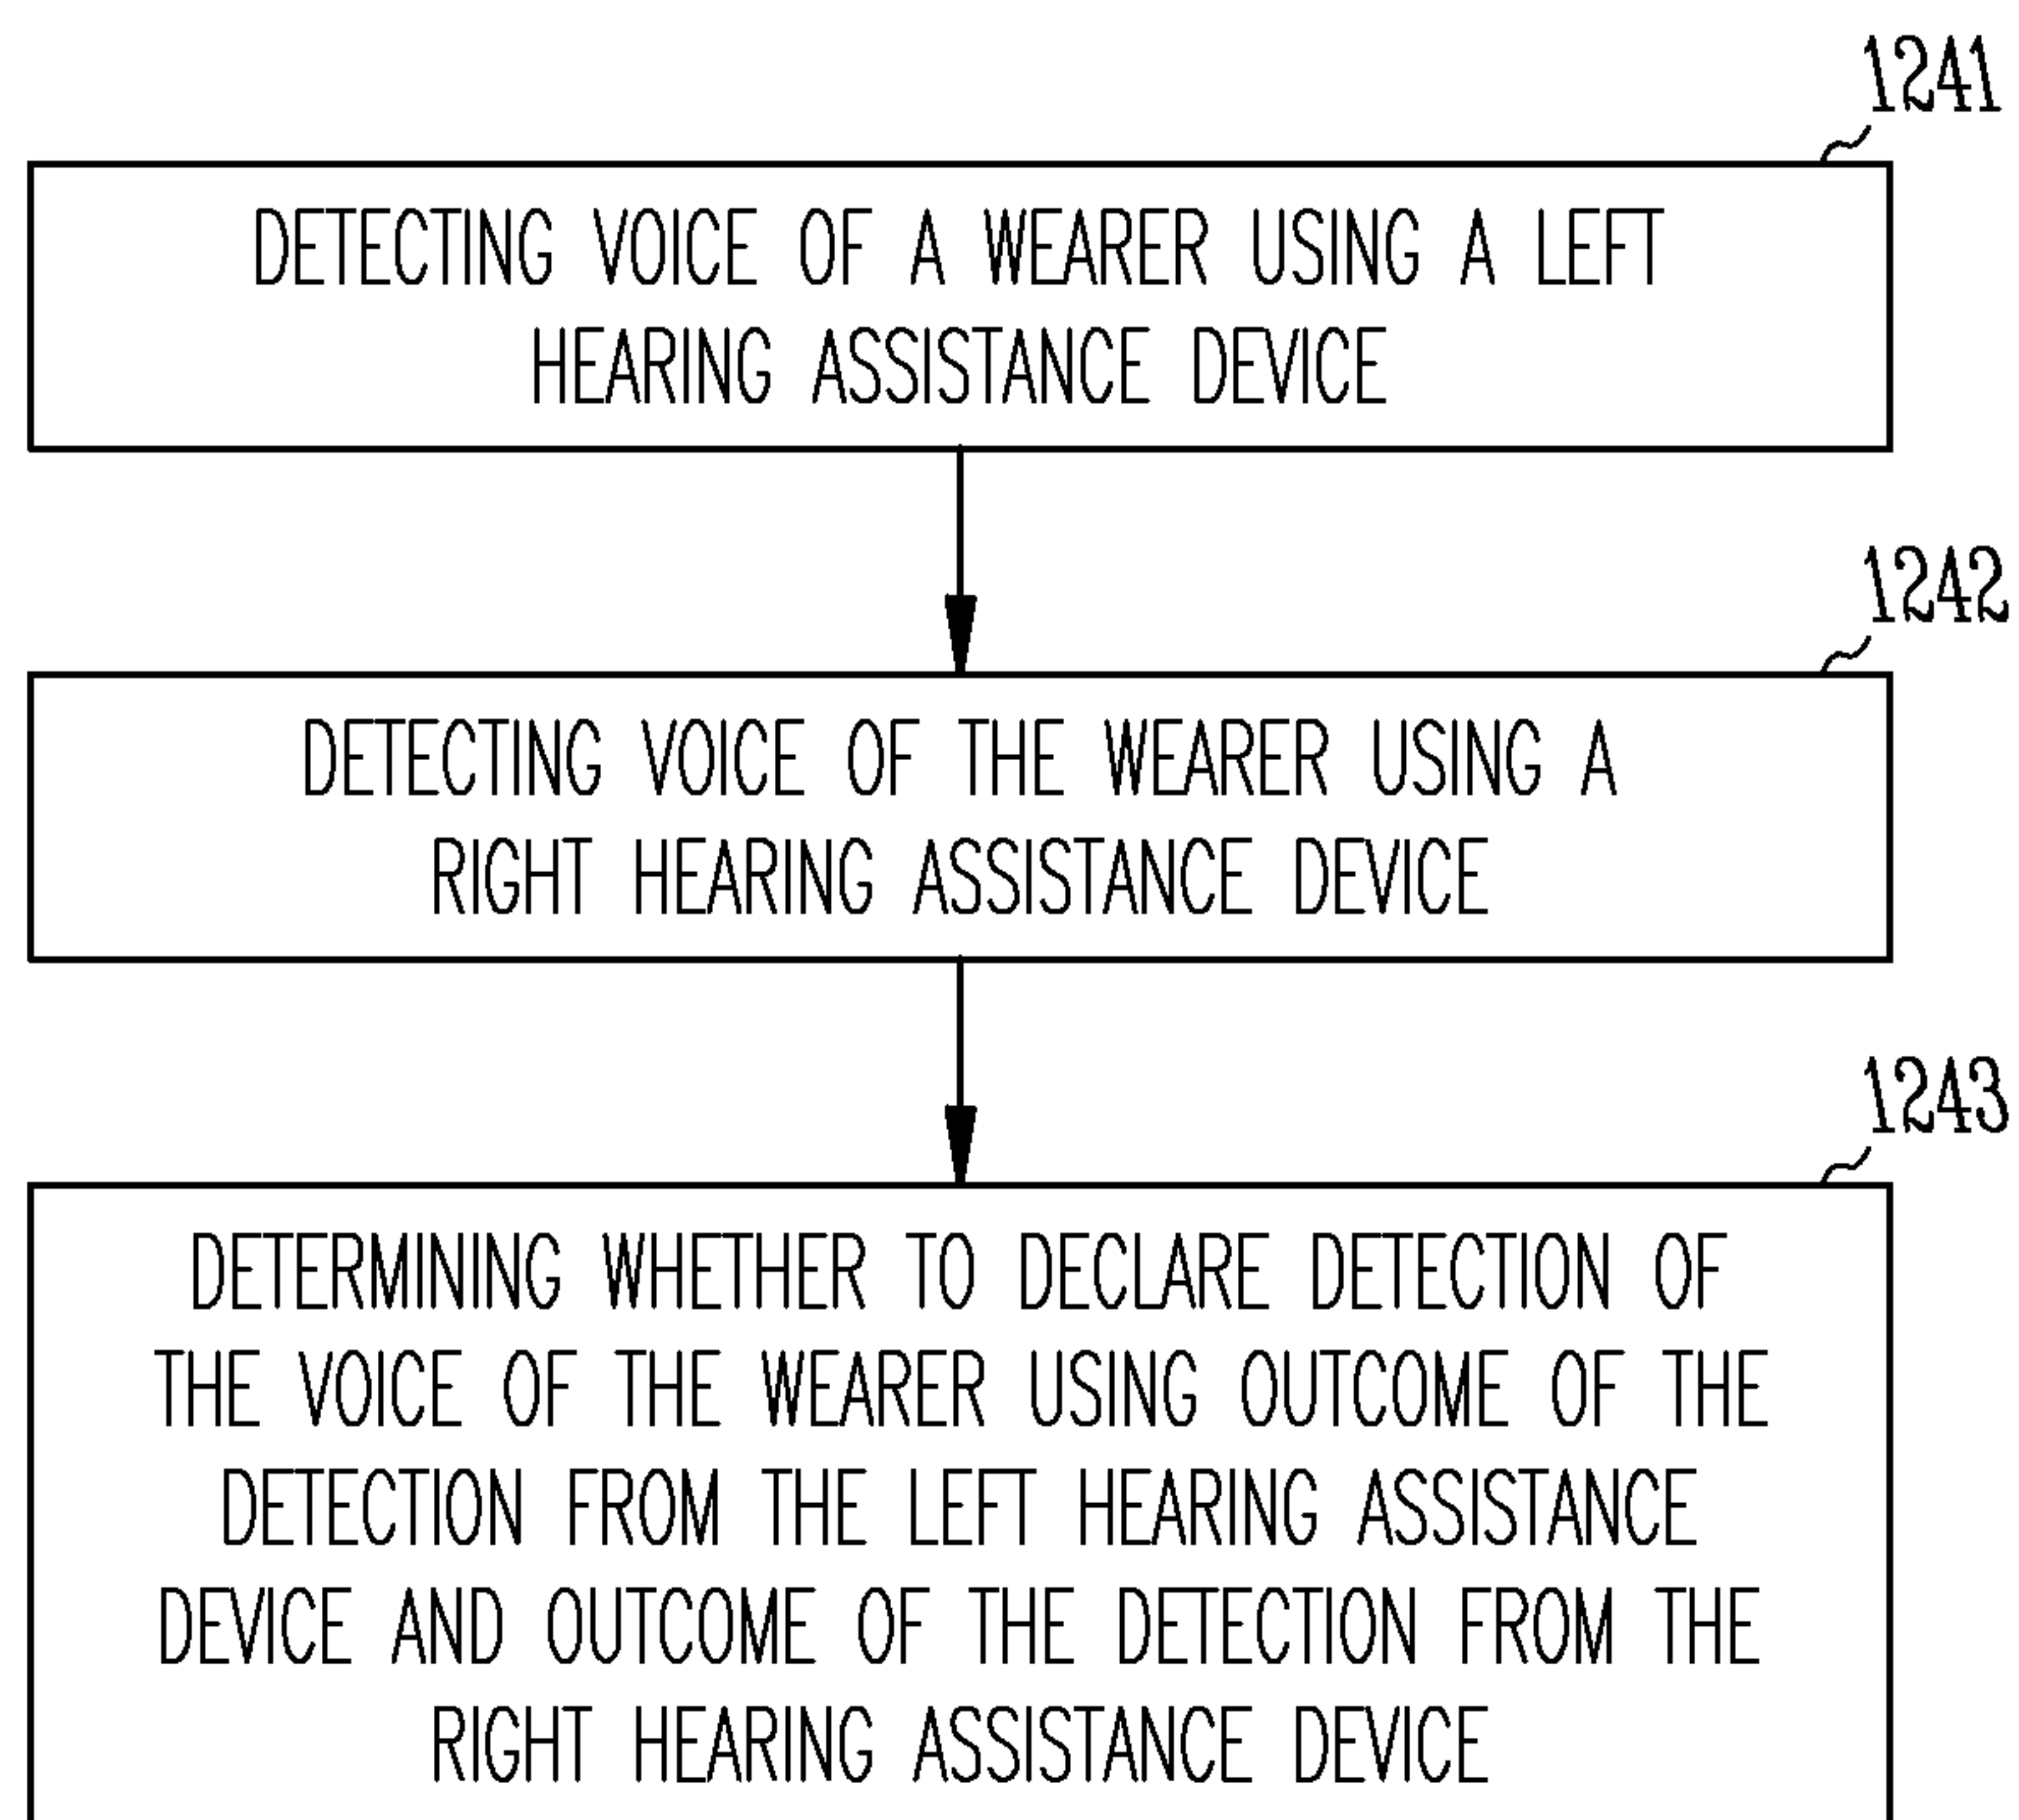 1241
DETECTING VOICE OF A WEARER USING A LEFT
HEARING ASSISTANCE DEVICE
1242
DETECTING VOICE OF THE WEARER USING A
RIGHT HEARING ASSISTANCE DEVICE
1243
DETERMINING WHETHER TO DECLARE DETECTION OF
THE VOICE OF THE WEARER USING OUTCOME OF THE
DETECTION FROM THE LEFT HEARING ASSISTANCE
DEVICE AND OUTCOME OF THE DETECTION FROM THE
RIGHT HEARING ASSISTANCE DEVICE